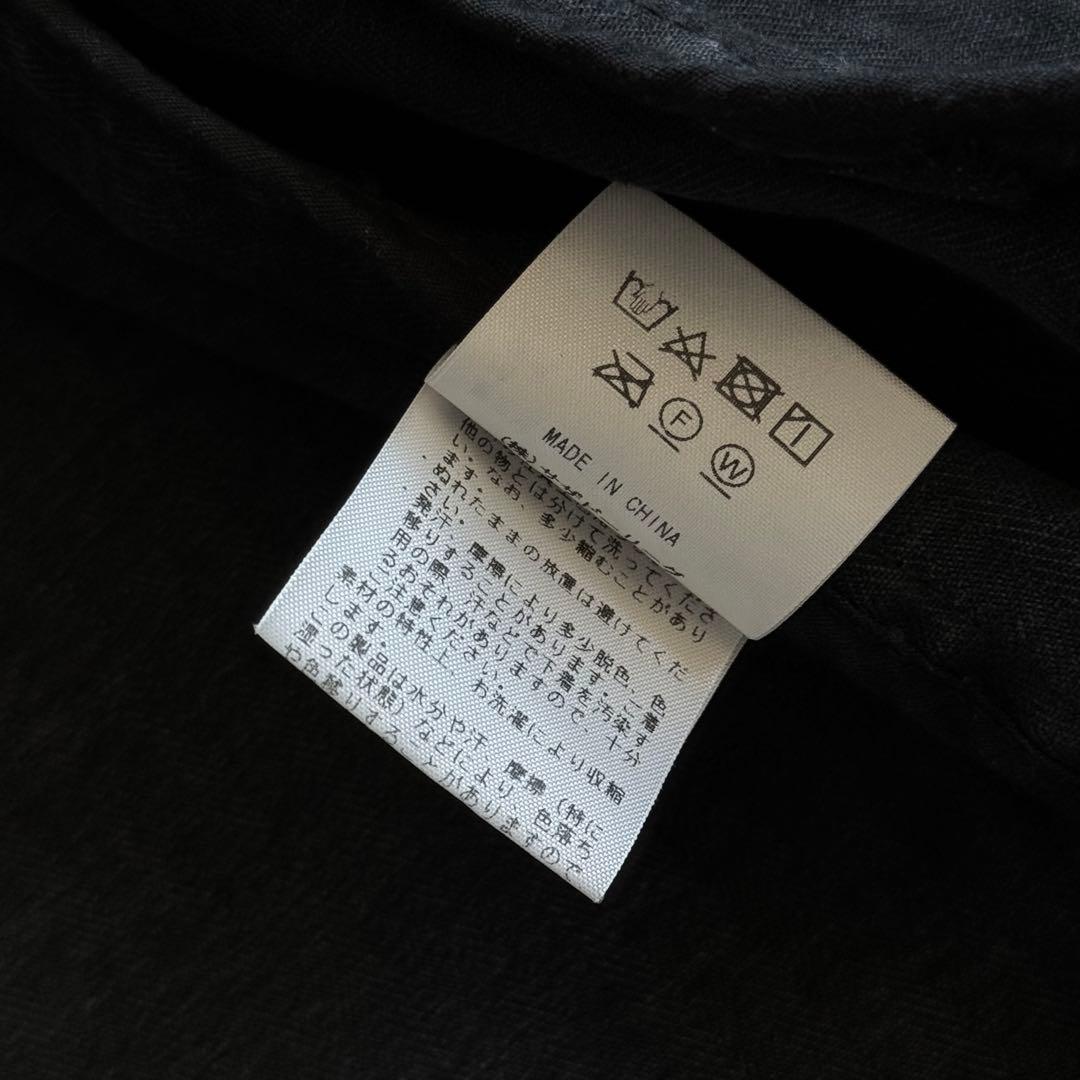 F
W
MADE IN CHINA
他の物とは分けて洗ってくださ
い。なお、多少縮むことがあり
ます。
・ぬれたままの放置は避けてくだ
さい。
・発汗、摩擦により多少脱色、色
移りすることがあります。ご着
用の際、汗などで下着を汚染す
るおそれがありますので、十分
ご注意ください。
素材の特性上、お洗濯により収縮
します。
この製品は水分や汗、摩擦（特に
湿った状態）などにより、色落ち
や色移りすることがありますので